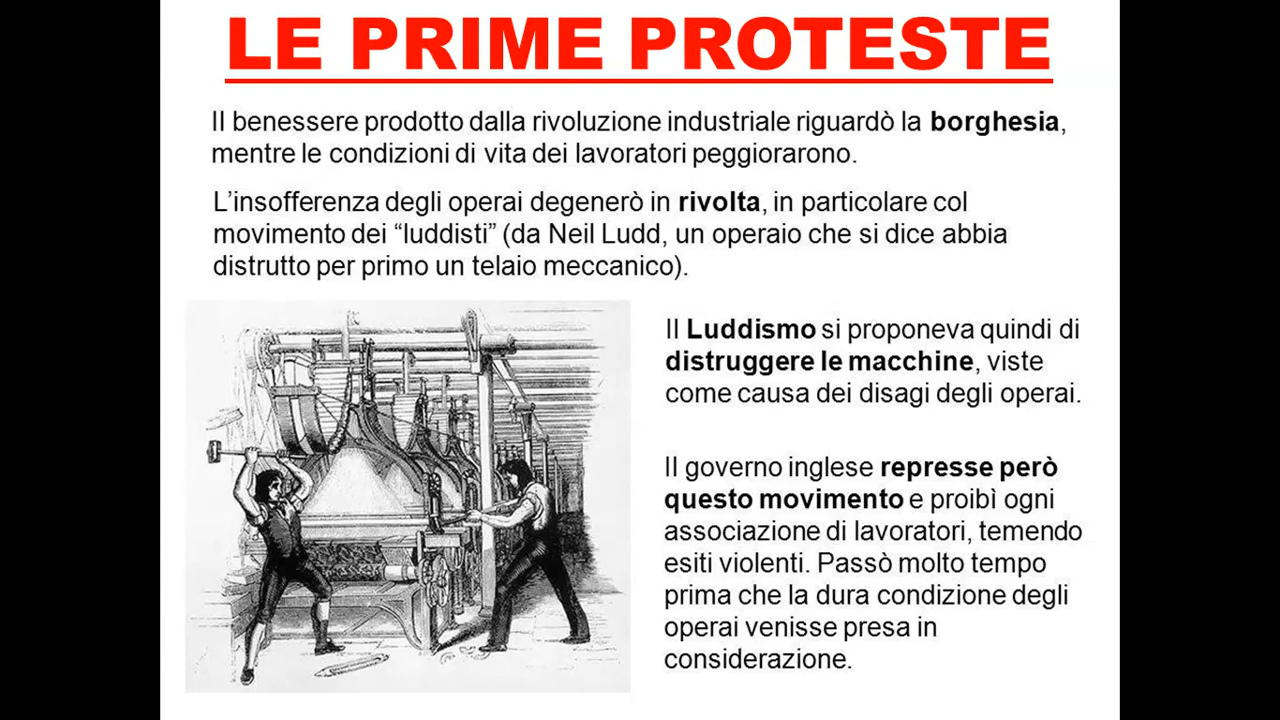 LE PRIME PROTESTE
Il benessere prodotto dalla rivoluzione industriale riguardò la borghesia,
mentre le condizioni di vita dei lavoratori peggiorarono.
L'insofferenza degli operai degenerò in rivolta, in particolare col
movimento dei “luddisti” (da Neil Ludd, un operaio che si dice abbia
distrutto per primo un telaio meccanico).
Il Luddismo si proponeva quindi di
distruggere le macchine, viste
come causa dei disagi degli operai.
Il governo inglese represse però
questo movimento e proibì ogni
associazione di lavoratori, temendo
esiti violenti. Passò molto tempo
prima che la dura condizione degli
operai venisse presa in
considerazione.